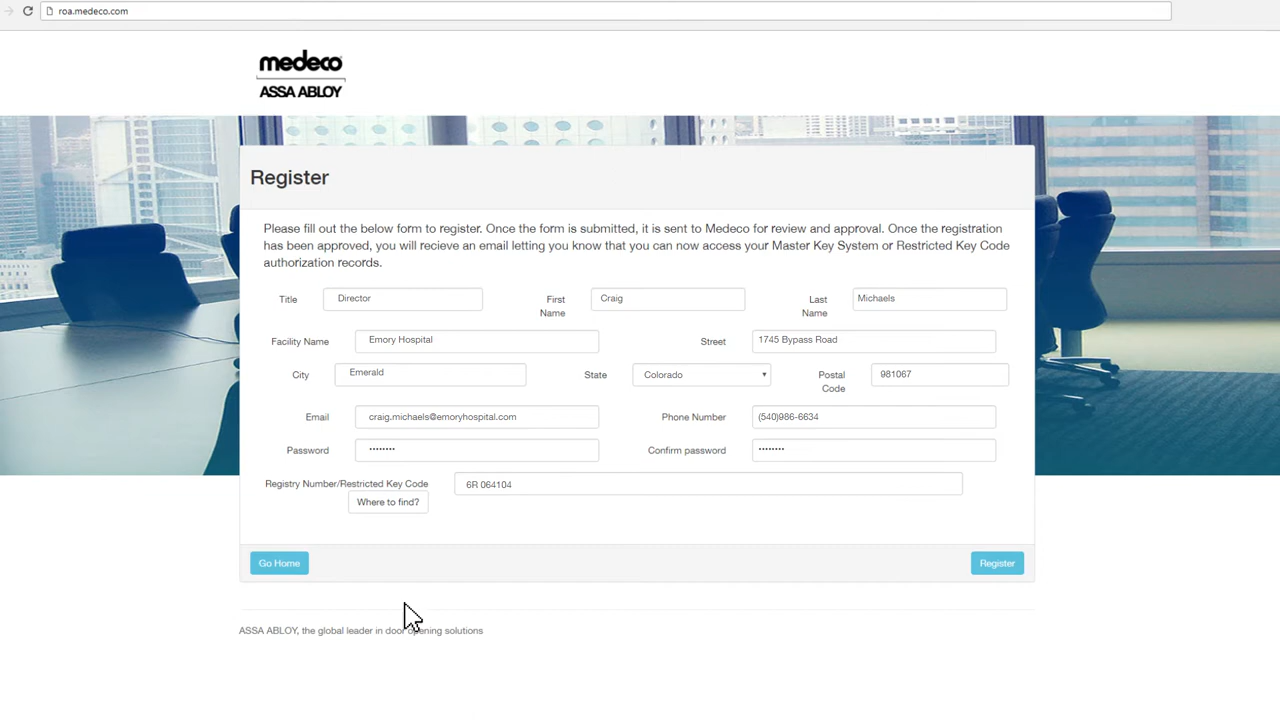 roa.medeco.com
medeco
ASSA ABLOY
Register
Please fill out the below form to register. Once the form is submitted, it is sent to Medeco for review and approval. Once the registration
has been approved, you will recieve an email letting you know that you can now access your Master Key System or Restricted Key Code
authorization records.
Title Director First Name Craig Last Name Michaels
Facility Name Emory Hospital Street 1745 Bypass Road
City Emerald State Colorado Postal Code 981067
Email craig.michaels@emoryhospital.com Phone Number (540)986-6634
Password •••••••• Confirm password ••••••••
Registry Number/Restricted Key Code 6R 064104
Where to find?
Go Home Register
ASSA ABLOY, the global leader in door opening solutions